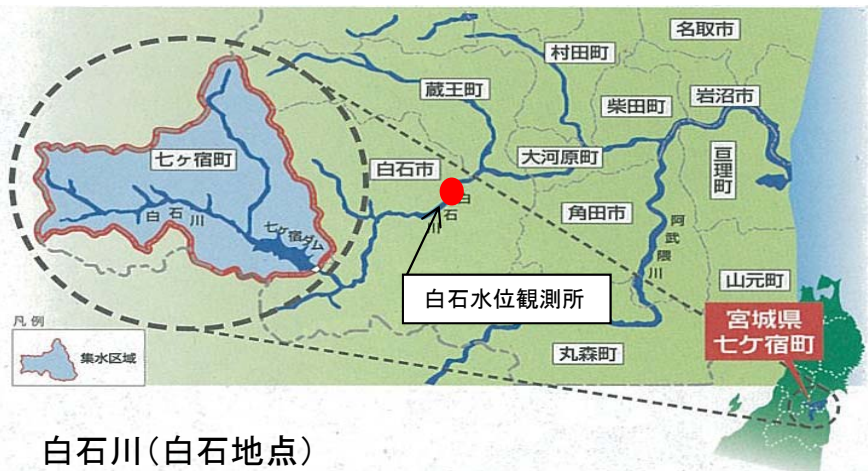 名取市
村田町
蔵王町
柴田町
岩沼市
七ヶ宿町
白石市
大河原町
亘理町
白石川
七ヶ宿ダム
白石川
角田市
阿武隈川
白石水位観測所
山元町
凡例
集水区域
丸森町
宮城県
七ケ宿町
白石川（白石地点）